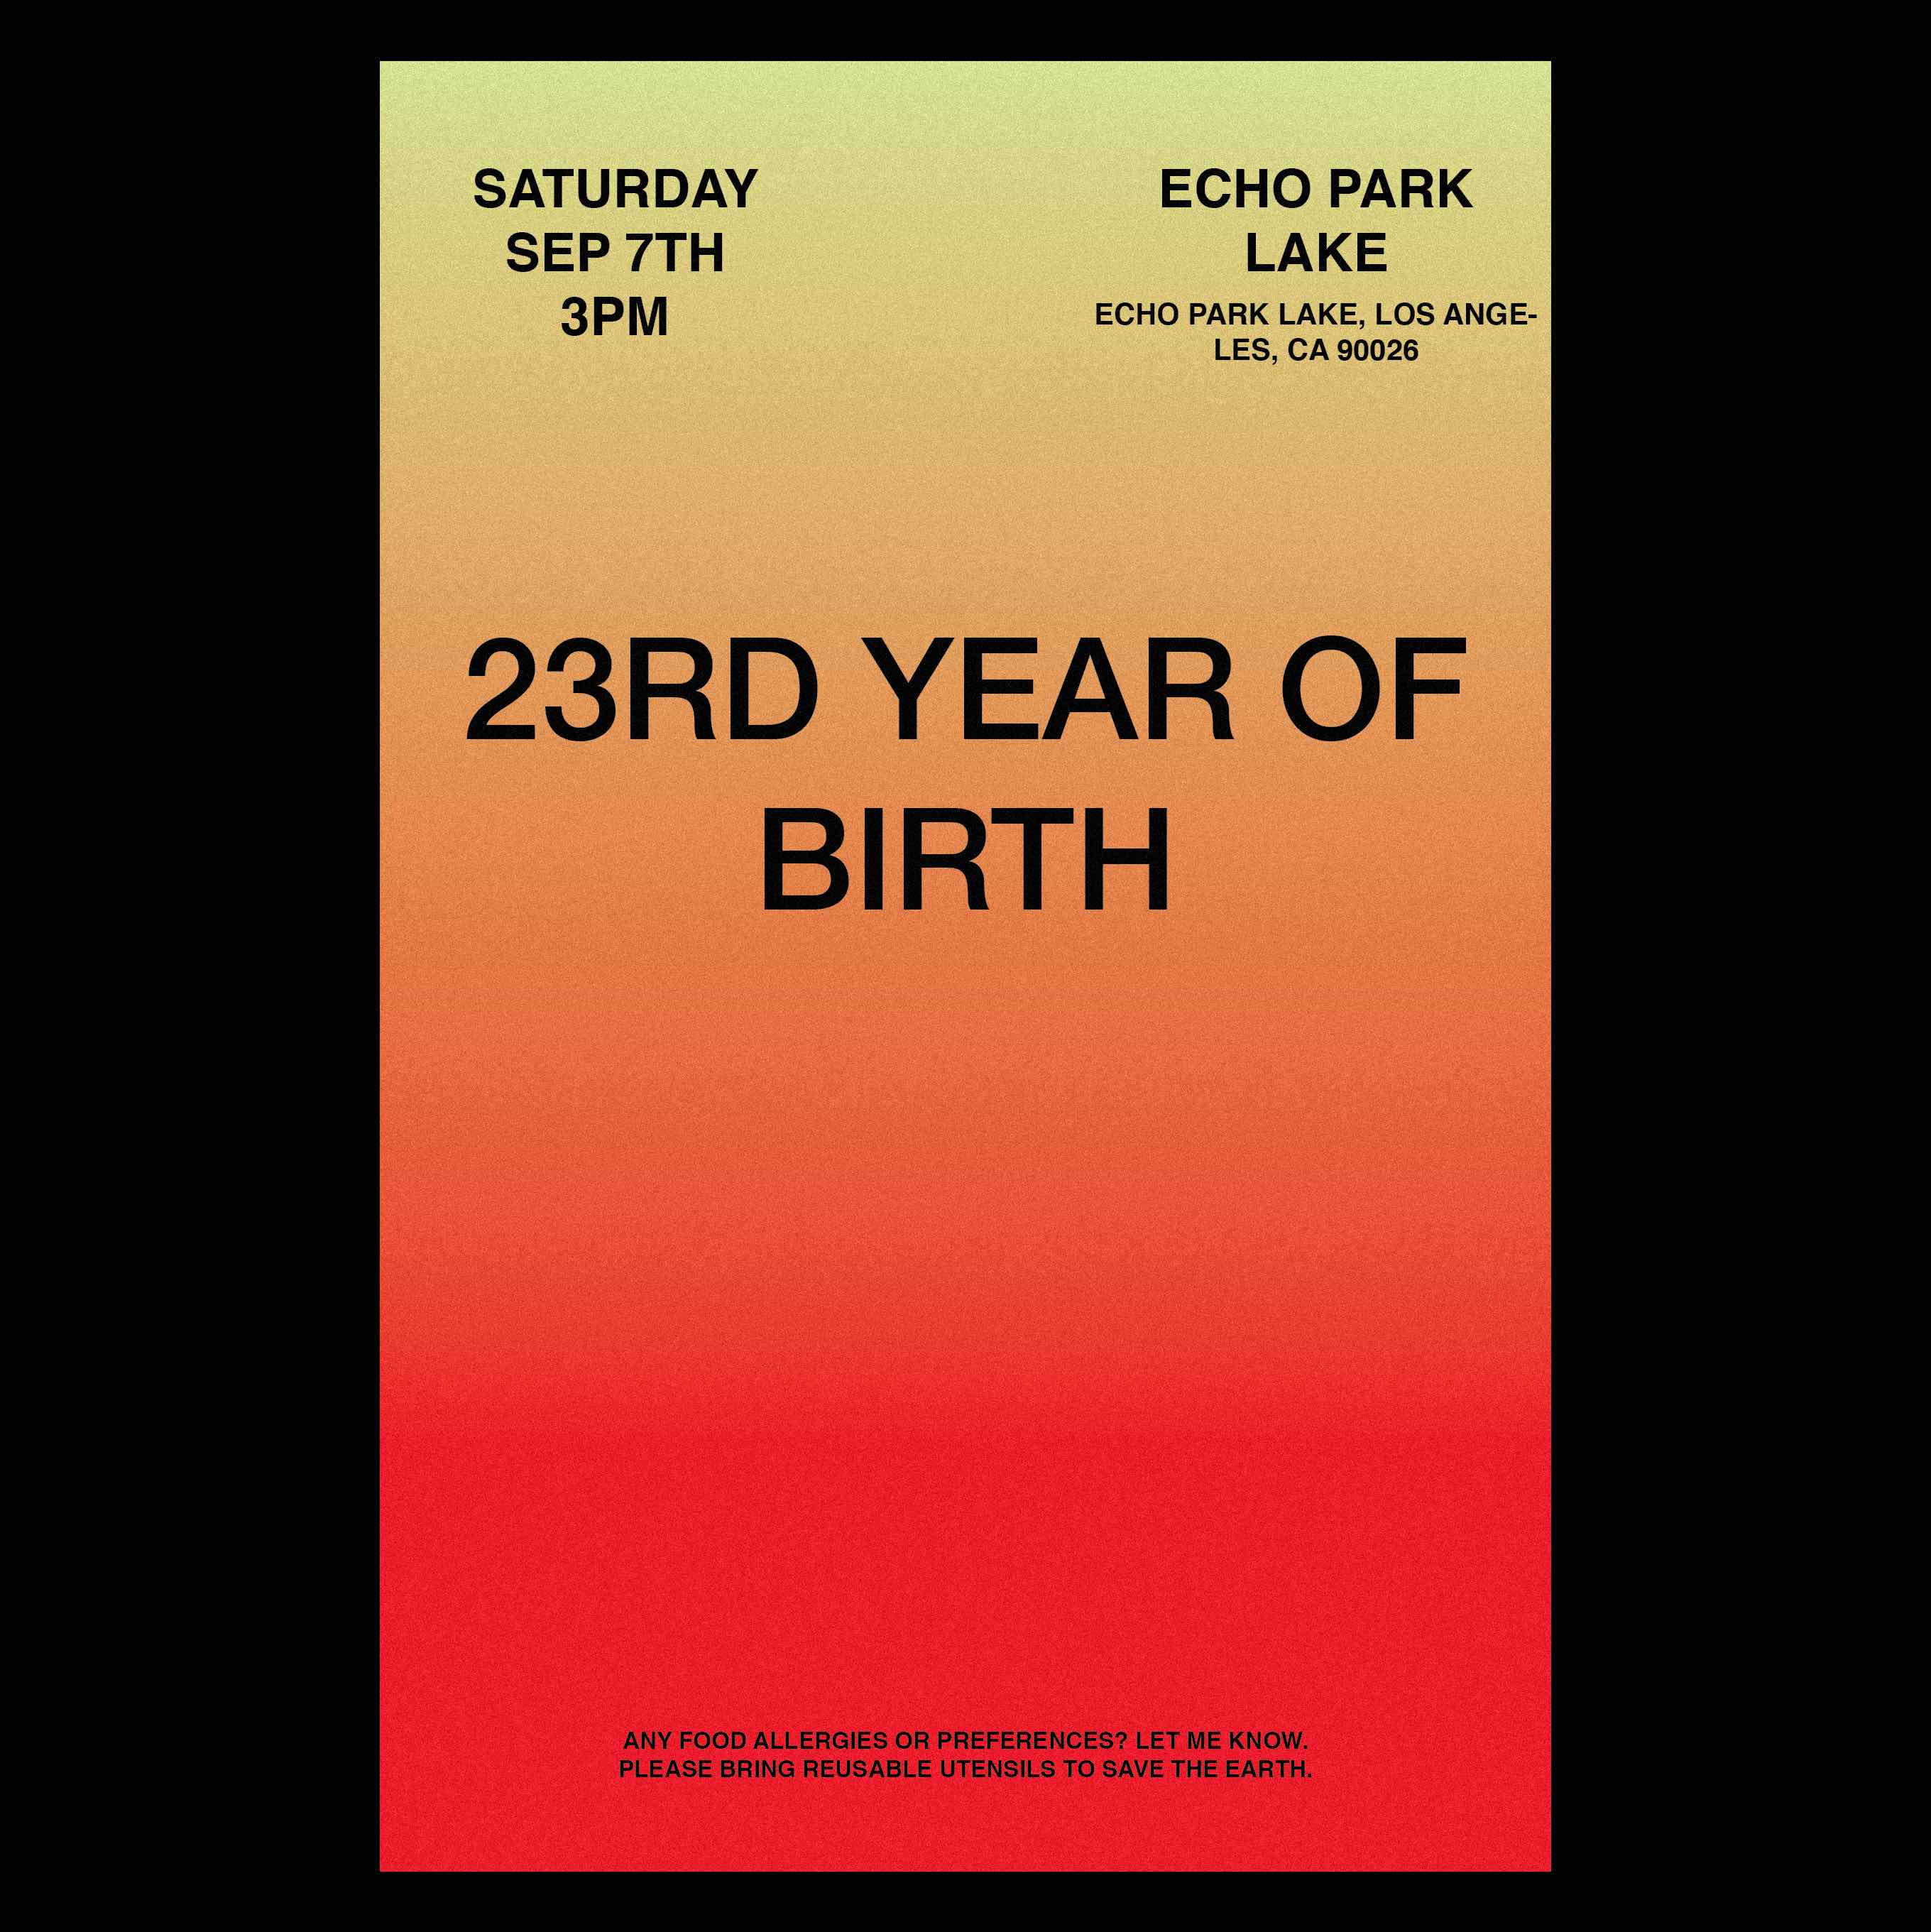 SATURDAY
SEP 7TH
3PM
ECHO PARK
LAKE
ECHO PARK LAKE, LOS ANGE-
LES, CA 90026
23RD YEAR OF
BIRTH
ANY FOOD ALLERGIES OR PREFERENCES? LET ME KNOW.
PLEASE BRING REUSABLE UTENSILS TO SAVE THE EARTH.